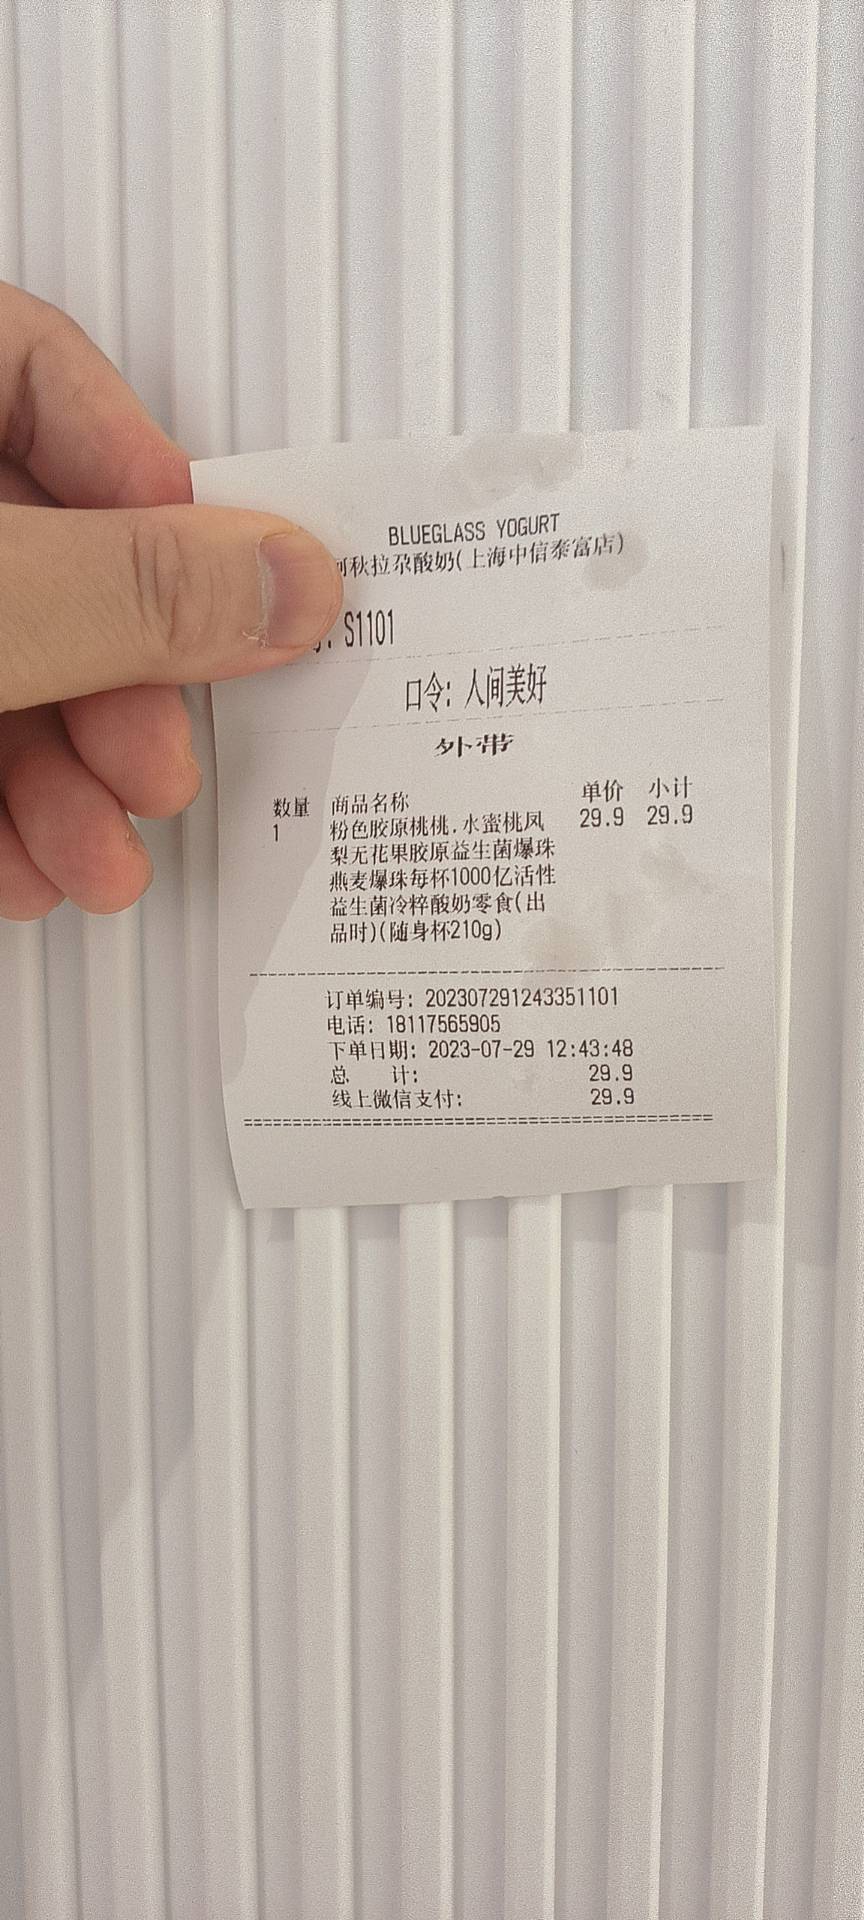 BLUEGLASS YOGURT
秋拉尕酸奶(上海中信泰富店)
S1101
口令: 人间美好
外带
数量 商品名称 单价 小计
1 粉色胶原桃桃.水蜜桃凤 29.9 29.9
梨无花果胶原益生菌爆珠
燕麦爆珠每杯1000亿活性
益生菌冷粹酸奶零食(出
品时)(随身杯210g)
订单编号: 202307291243351101
电话: 18117565905
下单日期: 2023-07-29 12:43:48
总 计: 29.9
线上微信支付: 29.9